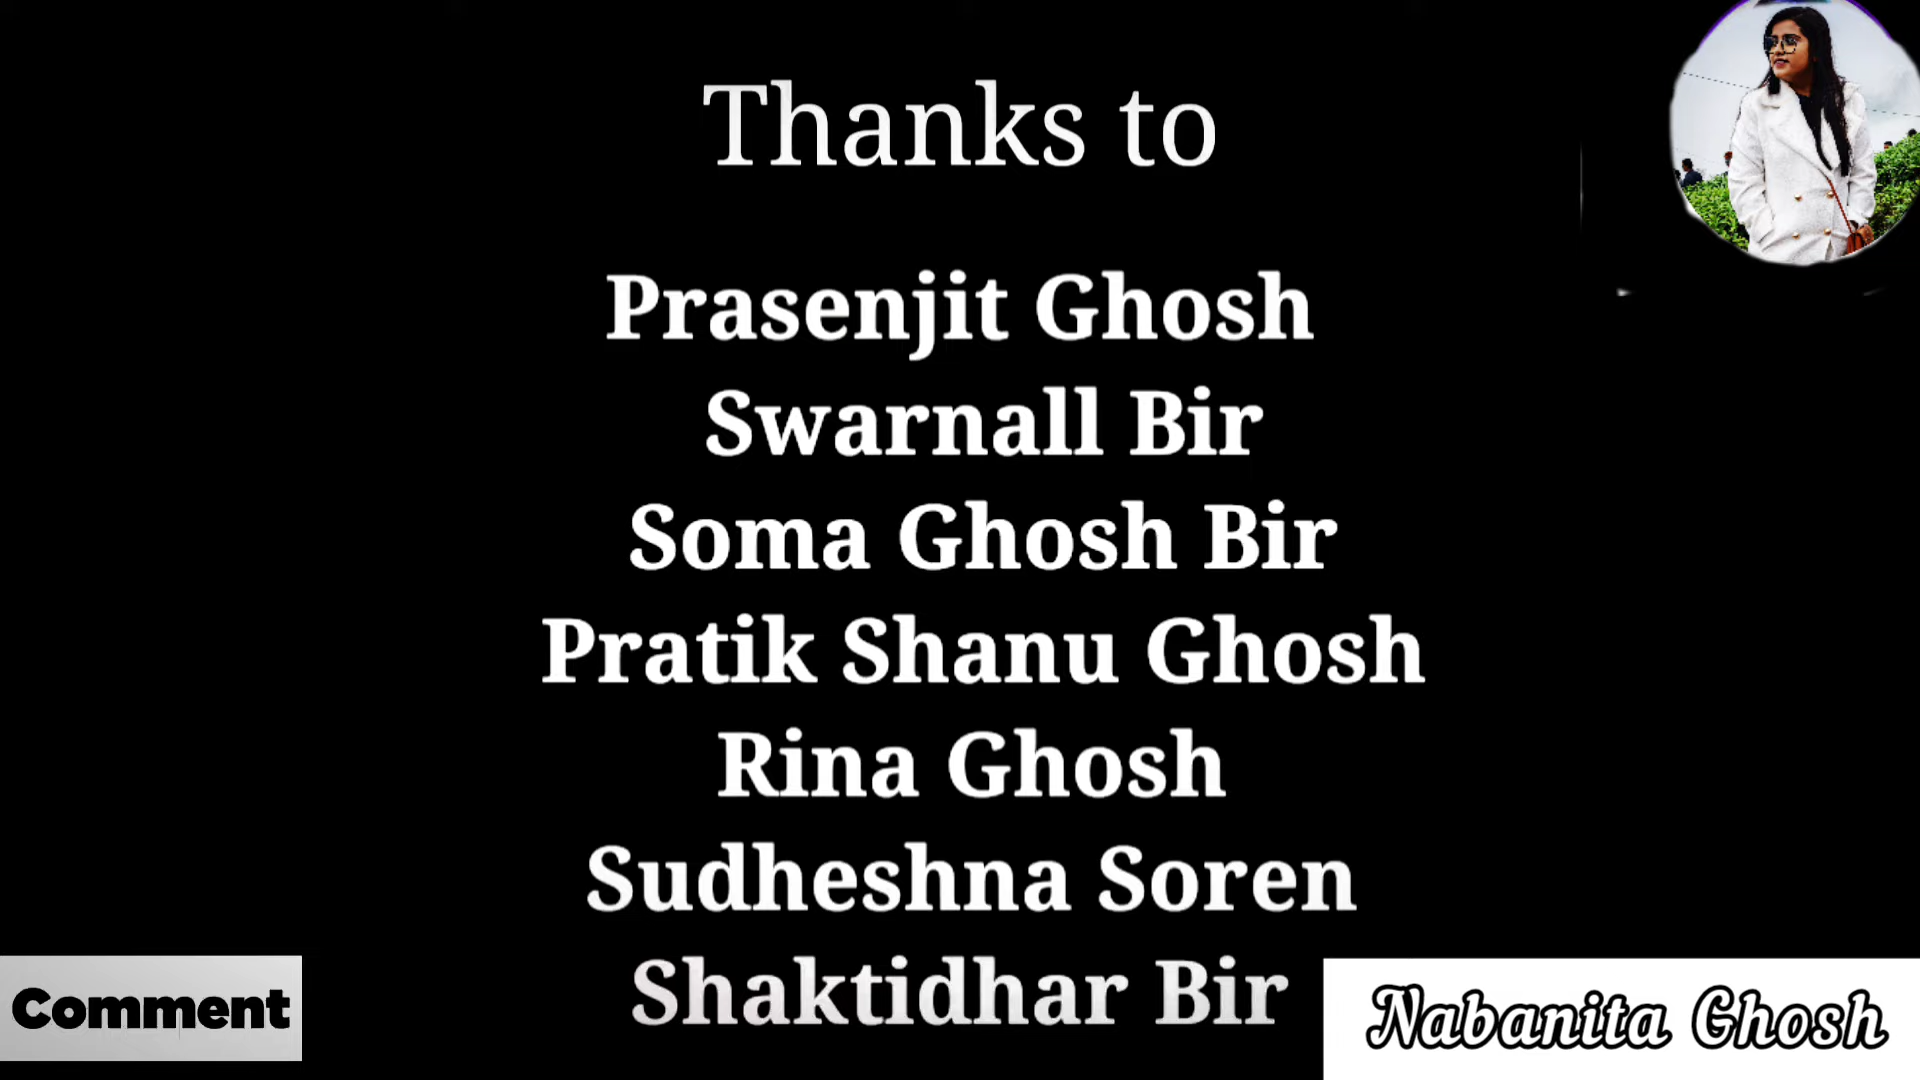 Thanks to
Prasenjit Ghosh
Swarnall Bir
Soma Ghosh Bir
Pratik Shanu Ghosh
Rina Ghosh
Sudheshna Soren
Shaktidhar Bir
Comment
Nabanita Ghosh